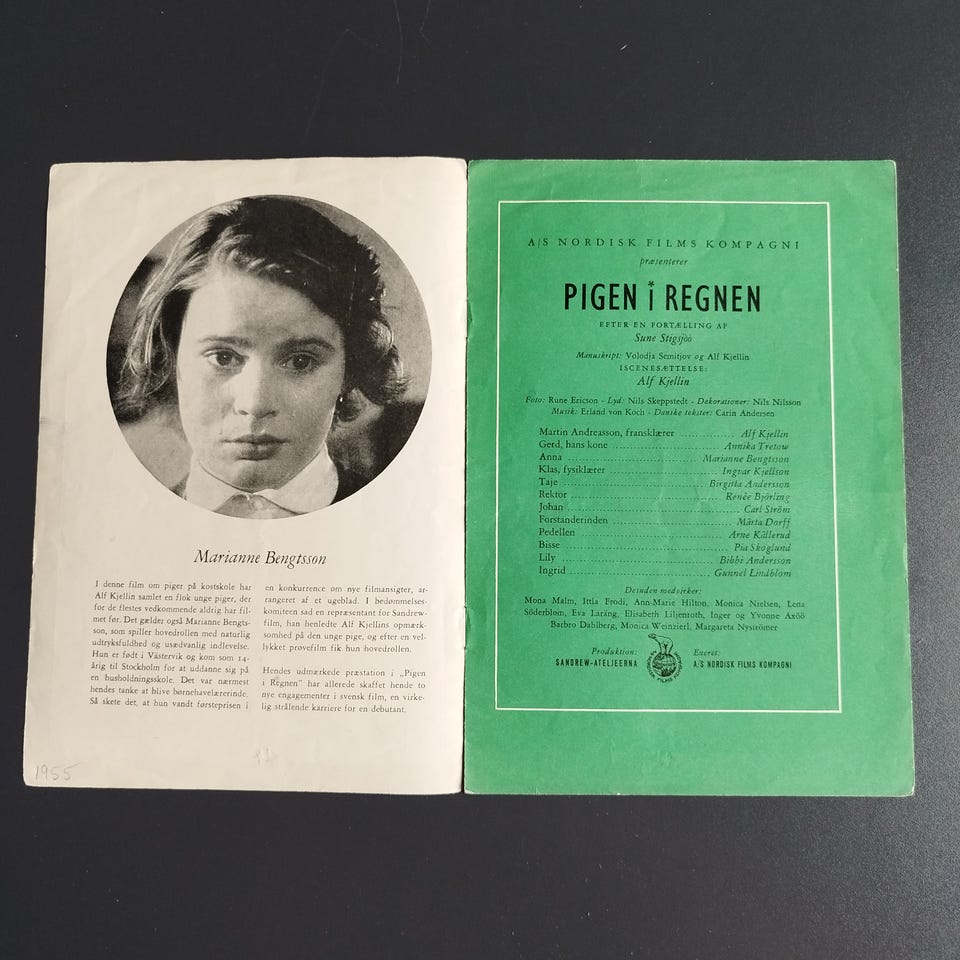 Marianne Bengtsson
I denne film om piger på kostskole har
Alf Kjellin samlet en flok unge piger, der
for de flestes vedkommende aldrig har fil-
met før. Det gælder også Marianne Bengts-
son, som spiller hovedrollen med naturlig
udtryksfuldhed og usædvanlig indlevelse.
Hun er født i Västervik og kom som 14-
årig til Stockholm for at uddanne sig på
en husholdningsskole. Det var nærmest
hendes tanke at blive børnehavelærerinde.
Så skete det, at hun vandt førsteprisen i
en konkurrence om nye filmansigter, ar-
rangeret af et ugeblad. I bedømmelses-
komiteen sad en repræsentant for Sandrew-
film, han henledte Alf Kjellins opmærk-
somhed på den unge pige, og efter en vel-
lykket prøvefilm fik hun hovedrollen.
Hendes udmærkede præstation i „Pigen
i Regnen" har allerede skaffet hende to
nye engagementer i svensk film, en virke-
lig strålende karriere for en debutant.
1955
A/S NORDISK FILMS KOMPAGNI
præsenterer
PIGEN i REGNEN
EFTER EN FORTÆLLING AF
Sune Stigsjöö
Manuskript: Volodja Semitjov og Alf Kjellin
ISCENESÆTTELSE:
Alf Kjellin
Foto: Rune Ericson - Lyd: Nils Skeppstedt - Dekorationer: Nils Nilsson
Musik: Erland von Koch - Danske tekster: Carin Andersen
Martin Andreasson, fransklærer .............. Alf Kjellin
Gerd, hans kone .............. Annika Tretow
Anna .............. Marianne Bengtsson
Klas, fysiklærer .............. Ingvar Kjellson
Taje .............. Birgitta Andersson
Rektor .............. Renée Björling
Johan .............. Carl Ström
Forstanderinden .............. Märta Dorff
Pedellen .............. Arne Källerud
Bisse .............. Pia Skoglund
Lily .............. Bibbi Andersson
Ingrid .............. Gunnel Lindblom
Desuden medvirker:
Mona Malm, Ittla Frodi, Ann-Marie Hilton, Monica Nielsen, Lena
Söderblom, Eva Laräng, Elisabeth Liljenroth, Inger og Yvonne Axöö
Barbro Dahlberg, Monica Weinzierl, Margareta Nyströmer
Produktion:
SANDREW-ATELJEERNA
Eneret:
A/S NORDISK FILMS KOMPAGNI